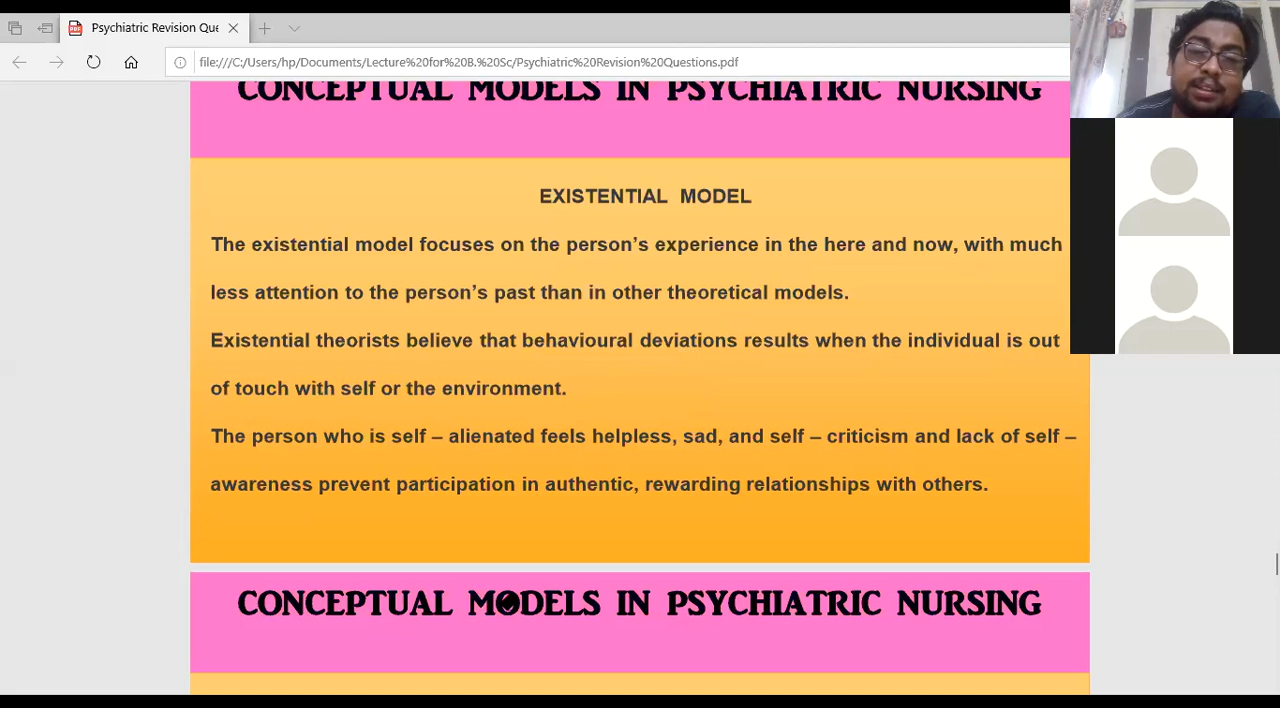 Psychiatric Revision Que
file:///C:/Users/hp/Documents/Lecture%20for%20B.%20Sc/Psychiatric%20Revision%20Questions.pdf
CONCEPTUAL MODELS IN PSYCHIATRIC NURSING
EXISTENTIAL MODEL
The existential model focuses on the person’s experience in the here and now, with much
less attention to the person’s past than in other theoretical models.
Existential theorists believe that behavioural deviations results when the individual is out
of touch with self or the environment.
The person who is self – alienated feels helpless, sad, and self – criticism and lack of self –
awareness prevent participation in authentic, rewarding relationships with others.
CONCEPTUAL MODELS IN PSYCHIATRIC NURSING